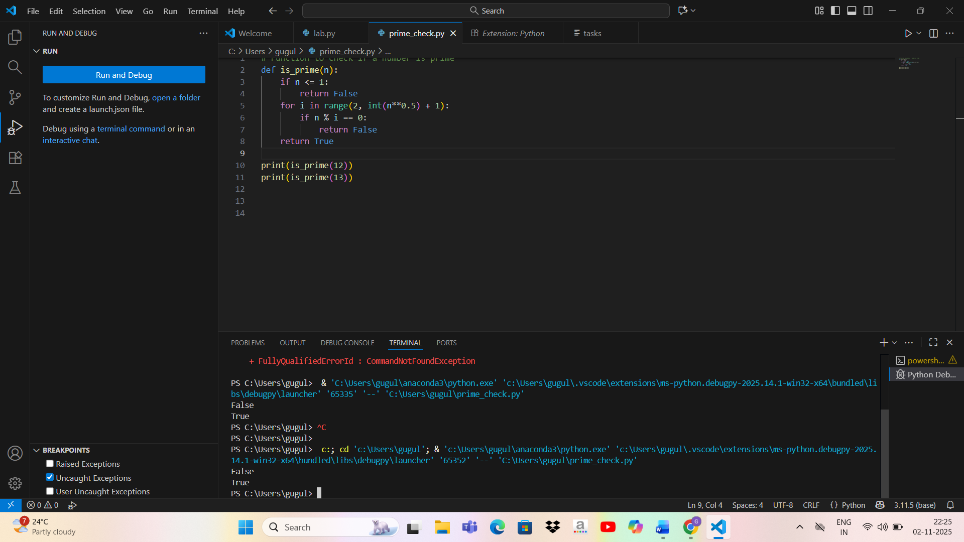 File Edit Selection View Go Run Terminal Help
Search
RUN AND DEBUG
RUN
Run and Debug
To customize Run and Debug, open a folder
and create a launch.json file.
Debug using a terminal command or in an
interactive chat.
BREAKPOINTS
Raised Exceptions
Uncaught Exceptions
User Uncaught Exceptions
Welcome lab.py prime_check.py Extension: Python tasks
C: > Users > gugul > prime_check.py > ...
1 # Function to check if a number is prime
2 def is_prime(n):
3 if n <= 1:
4 return False
5 for i in range(2, int(n**0.5) + 1):
6 if n % i == 0:
7 return False
8 return True
9
10 print(is_prime(12))
11 print(is_prime(13))
12
13
14
PROBLEMS OUTPUT DEBUG CONSOLE TERMINAL PORTS
+ FullyQualifiedErrorId : CommandNotFoundException
PS C:\Users\gugul>  & 'C:\Users\gugul\anaconda3\python.exe' 'c:\Users\gugul\.vscode\extensions\ms-python.debugpy-2025.14.1-win32-x64\bundled\li
bs\debugpy\launcher' '65335' '--' 'C:\Users\gugul\prime_check.py'
False
True
PS C:\Users\gugul> ^C
PS C:\Users\gugul>
PS C:\Users\gugul>  c:; cd 'c:\Users\gugul'; & 'c:\Users\gugul\anaconda3\python.exe' 'c:\Users\gugul\.vscode\extensions\ms-python.debugpy-2025.
14.1-win32-x64\bundled\libs\debugpy\launcher' '65352' '--' 'C:\Users\gugul\prime_check.py'
False
True
PS C:\Users\gugul>
powersh...
Python Deb...
0 0
Ln 9, Col 4 Spaces: 4 UTF-8 CRLF {} Python 3.11.5 (base)
7
24°C
Partly cloudy
Search
ENG
IN
22:25
02-11-2025